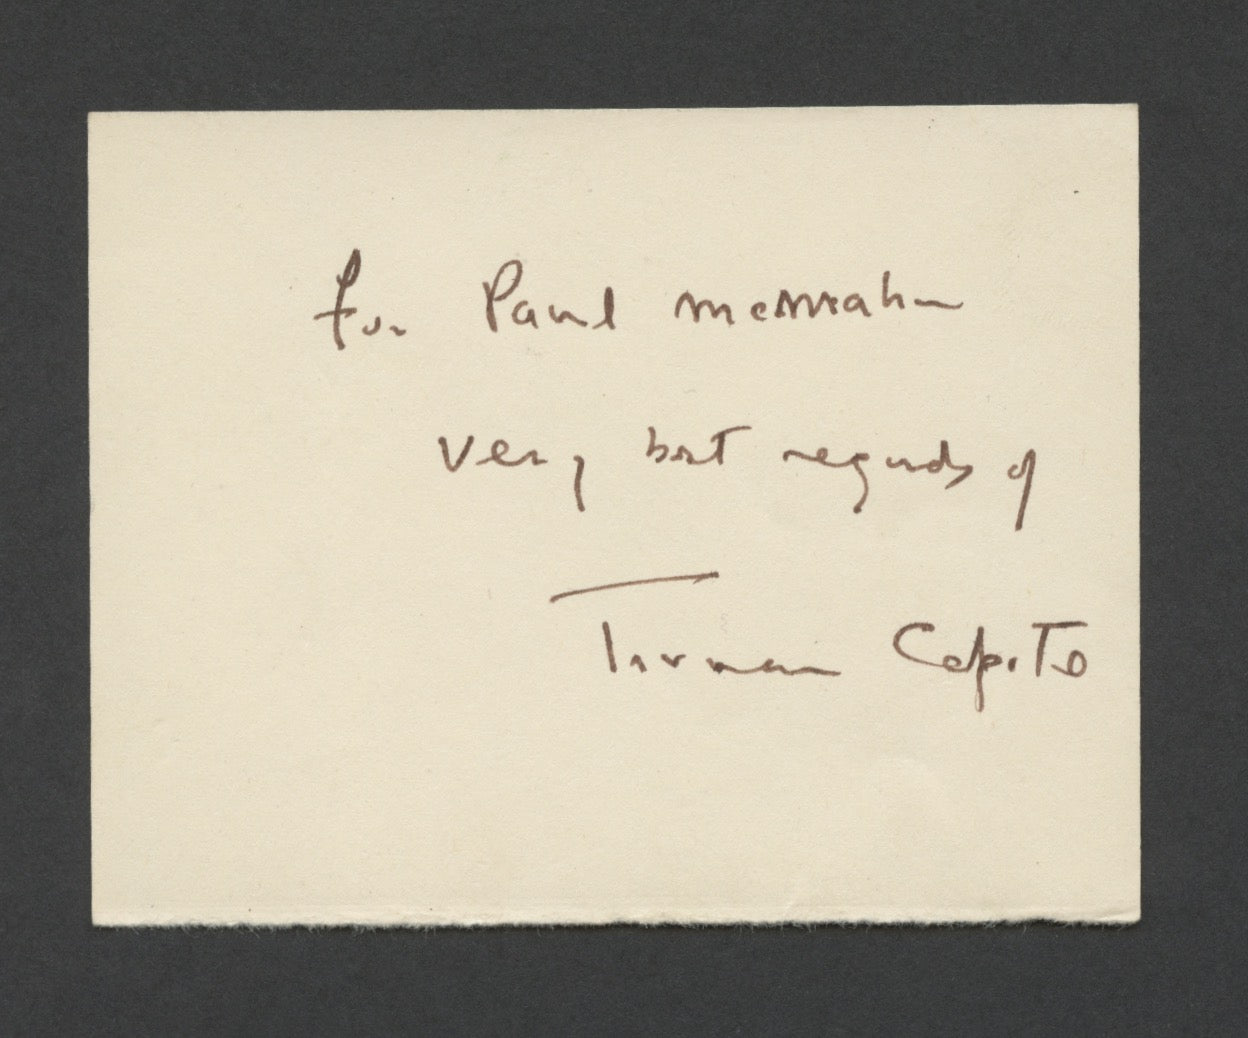 for Paul McMahon
very best regards of
Truman Capote